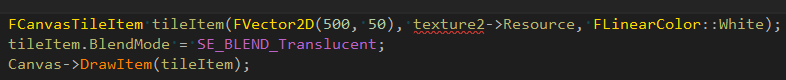 FCanvasTileItem tileItem(FVector2D(500, 50), texture2->Resource, FLinearColor::White);
tileItem.BlendMode = SE_BLEND_Translucent;
Canvas->DrawItem(tileItem);